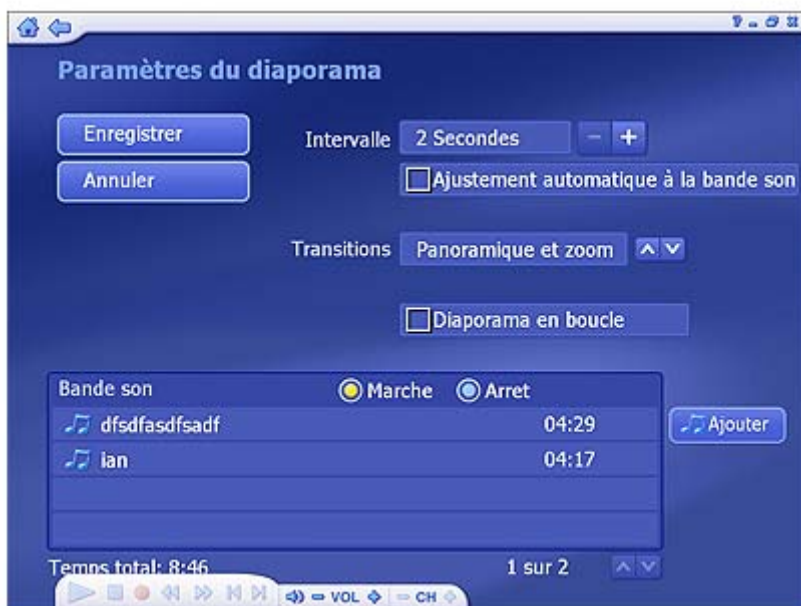 Paramètres du diaporama
Enregistrer
Intervalle 2 Secondes - +
Annuler
Ajustement automatique à la bande son
Transitions Panoramique et zoom
Diaporama en boucle
Bande son Marche Arret
dfsdfasdfsadf 04:29
Ajouter
ian 04:17
Temps total: 8:46 1 sur 2
VOL CH